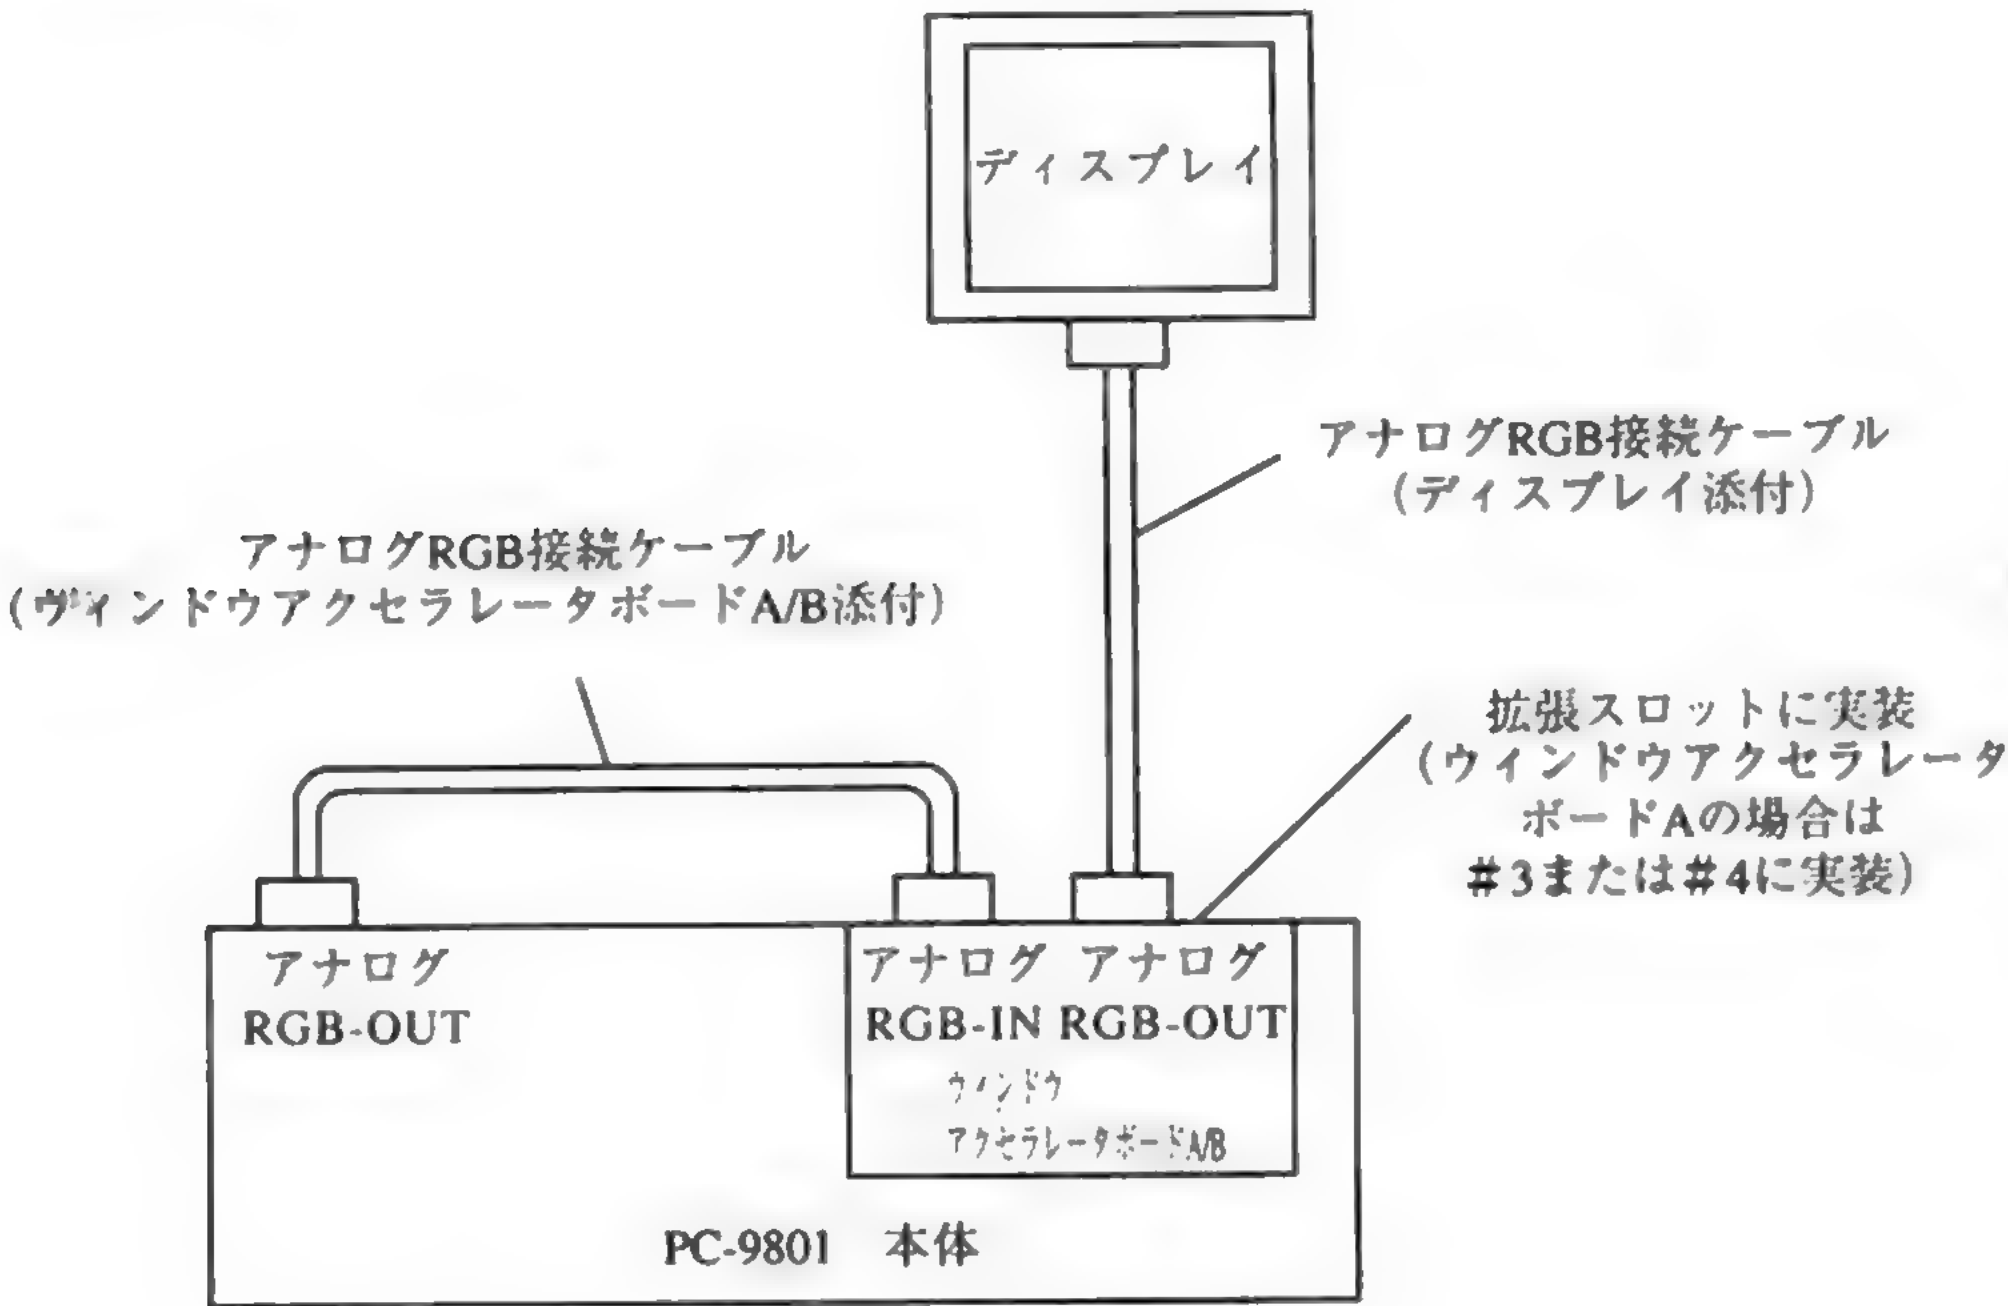 ディスプレイ
アナログRGB接続ケーブル
(ディスプレイ添付)
アナログRGB接続ケーブル
(ウィンドウアクセラレータボードA/B添付)
拡張スロットに実装
(ウィンドウアクセラレータ
ボードAの場合は
#3または#4に実装)
アナログ
RGB-OUT
アナログ アナログ
RGB-IN RGB-OUT
ウィンドウ
アクセラレータボードA/B
PC-9801 本体